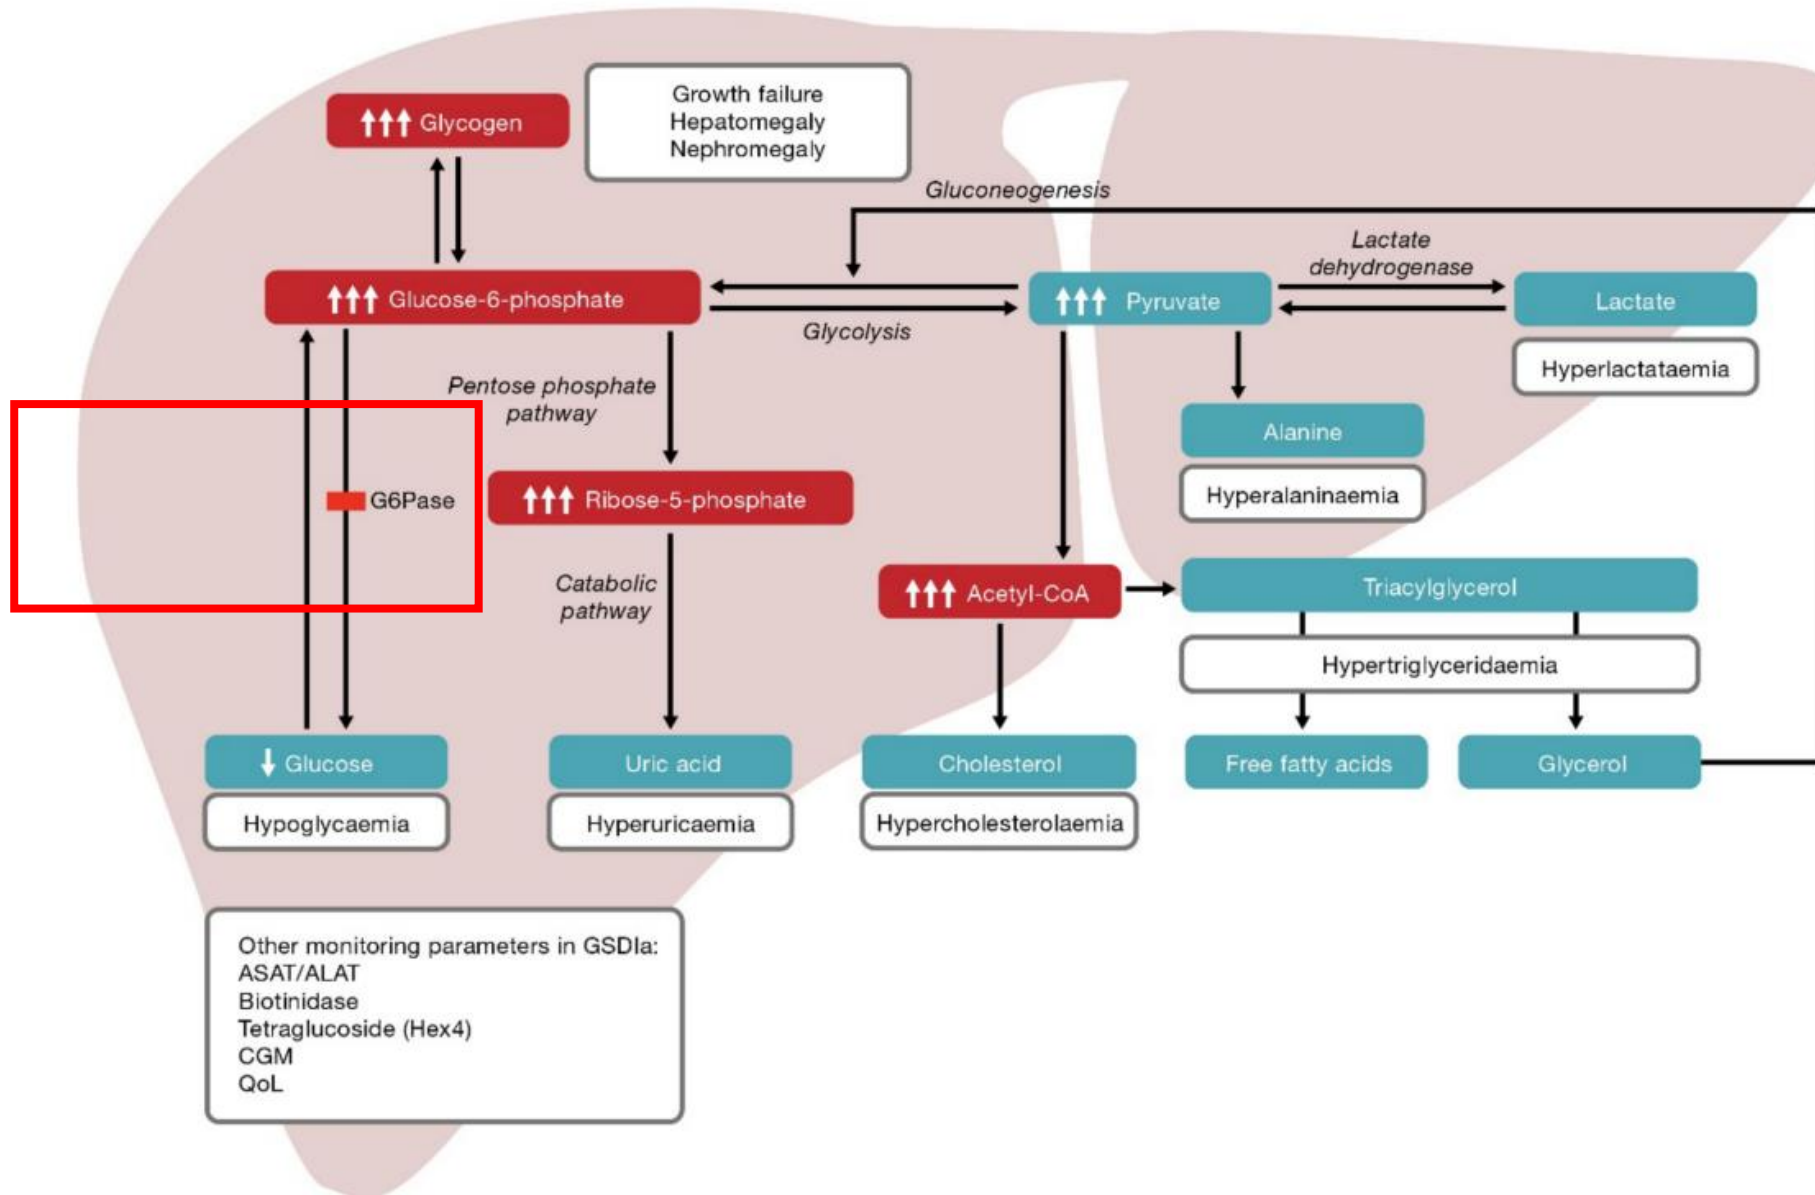 ↑↑↑ Glycogen
Growth failure
Hepatomegaly
Nephromegaly
Gluconeogenesis
Lactate
dehydrogenase
↑↑↑ Glucose-6-phosphate
↑↑↑ Pyruvate
Lactate
Glycolysis
Hyperlactataemia
Pentose phosphate
pathway
Alanine
Hyperalaninaemia
G6Pase
↑↑↑ Ribose-5-phosphate
Catabolic
pathway
↑↑↑ Acetyl-CoA
Triacylglycerol
Hypertriglyceridaemia
↓ Glucose
Uric acid
Cholesterol
Free fatty acids
Glycerol
Hypoglycaemia
Hyperuricaemia
Hypercholesterolaemia
Other monitoring parameters in GSDIa:
ASAT/ALAT
Biotinidase
Tetraglucoside (Hex4)
CGM
QoL